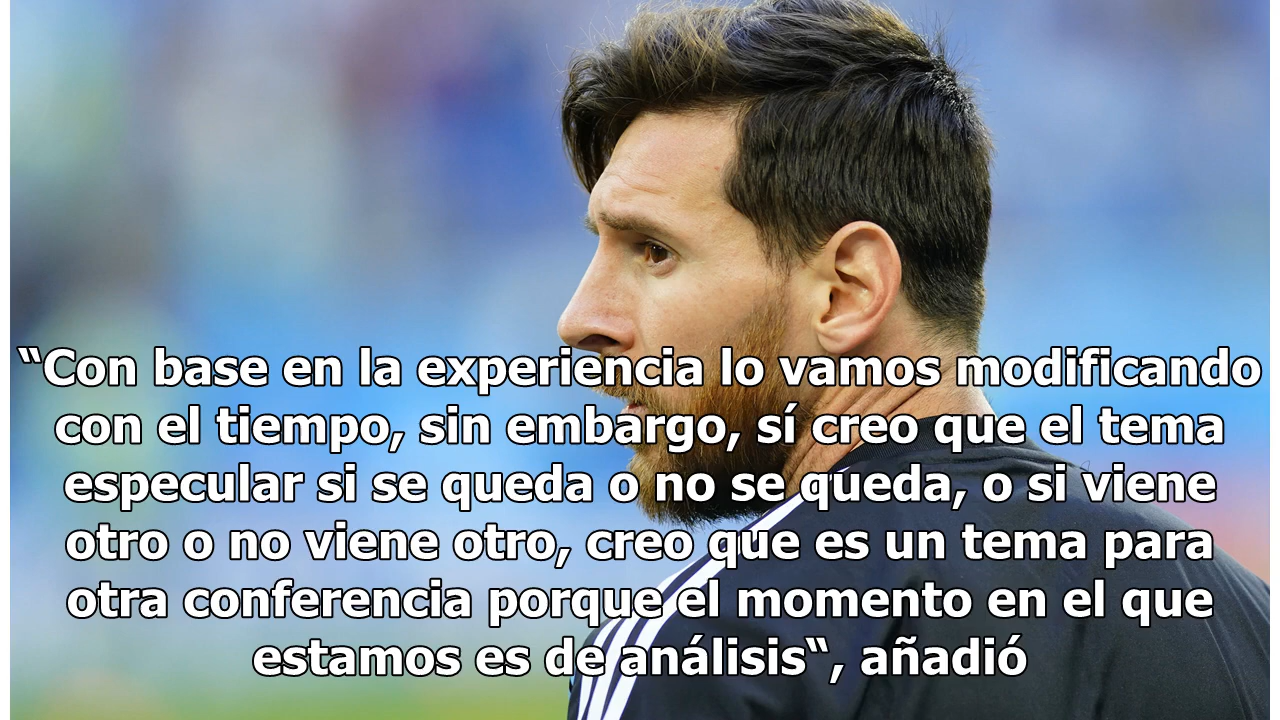 “Con base en la experiencia lo vamos modificando
con el tiempo, sin embargo, sí creo que el tema
especular si se queda o no se queda, o si viene
otro o no viene otro, creo que es un tema para
otra conferencia porque el momento en el que
estamos es de análisis“, añadió